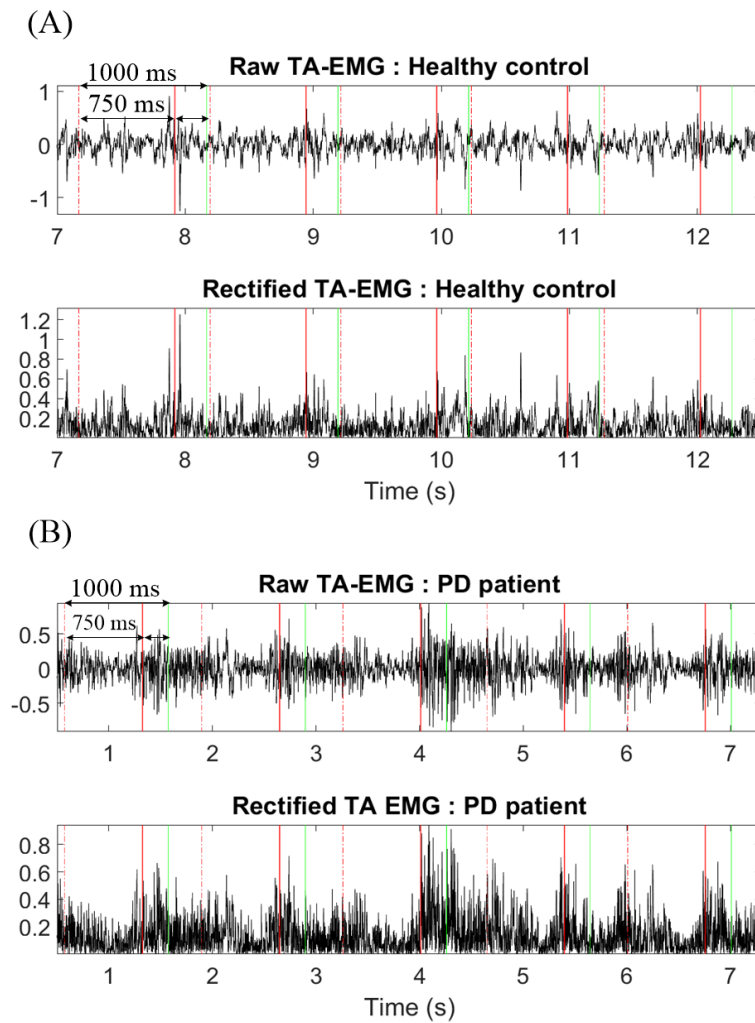 (A)
Raw TA-EMG : Healthy control
1000 ms
750 ms
1
0
-1
7 8 9 10 11 12
Rectified TA-EMG : Healthy control
1.2
1
0.8
0.6
0.4
0.2
7 8 9 10 11 12
Time (s)
(B)
Raw TA-EMG : PD patient
1000 ms
750 ms
0.5
0
-0.5
1 2 3 4 5 6 7
Rectified TA EMG : PD patient
0.8
0.6
0.4
0.2
1 2 3 4 5 6 7
Time (s)